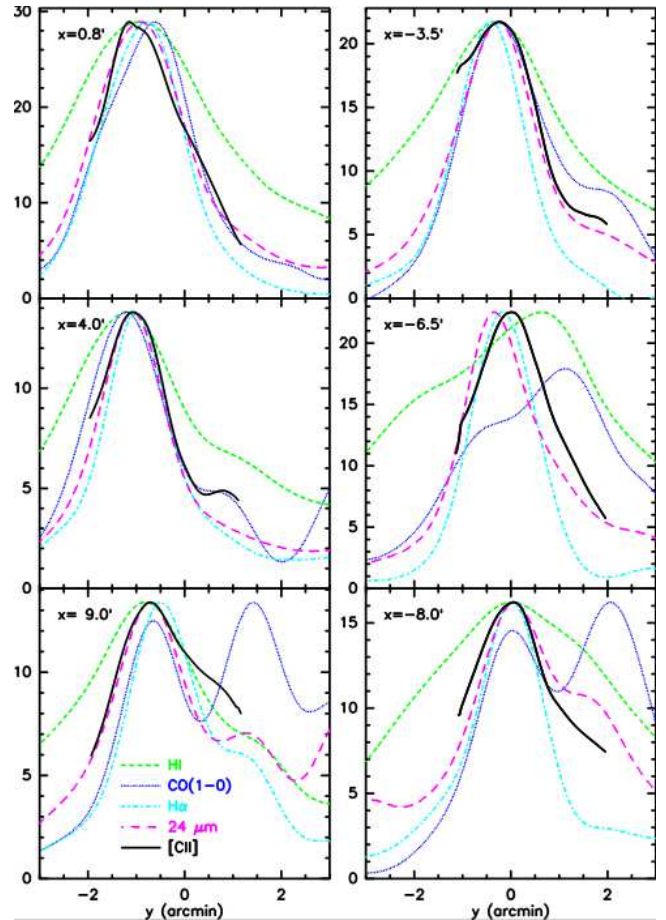 x=0.8'
x=-3.5'
30
20
10
0
20
15
10
5
0
x=4.0'
x=-6.5'
10
5
0
20
15
10
5
0
x= 9.0'
x=-8.0'
10
5
0
15
10
5
0
HI
CO(1-0)
Hα
24 μm
[CII]
-2 0 2
-2 0 2
y (arcmin)
y (arcmin)